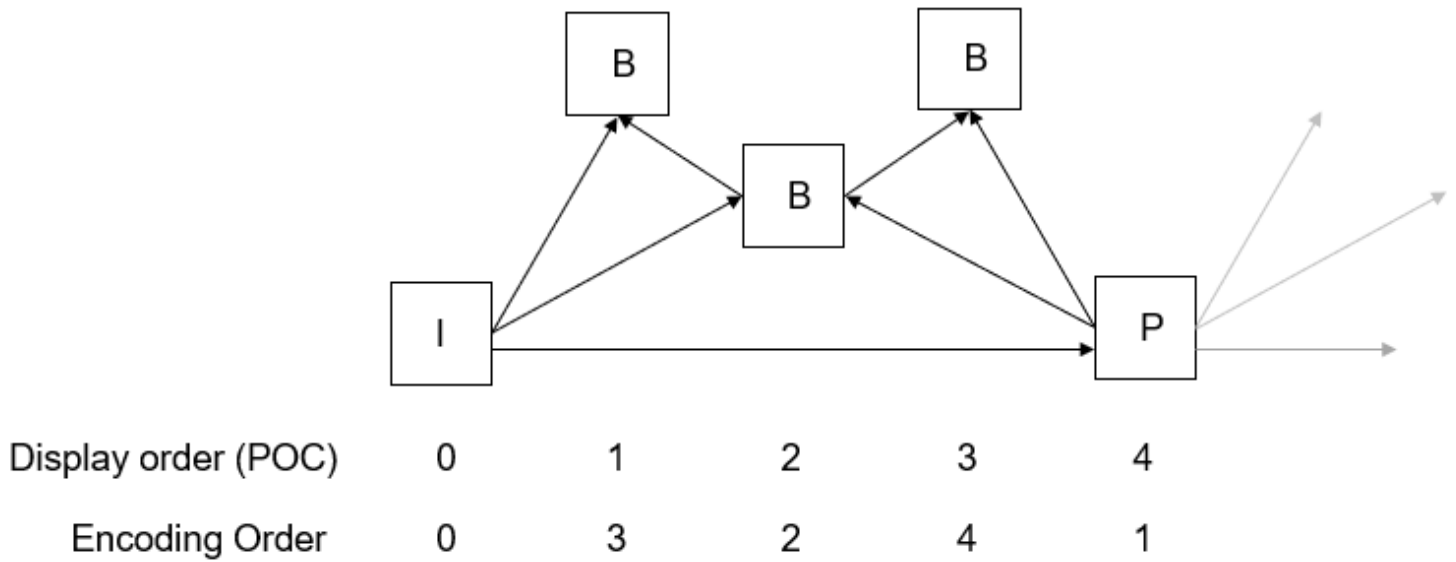 B B
B
I P
Display order (POC) 0 1 2 3 4
Encoding Order 0 3 2 4 1